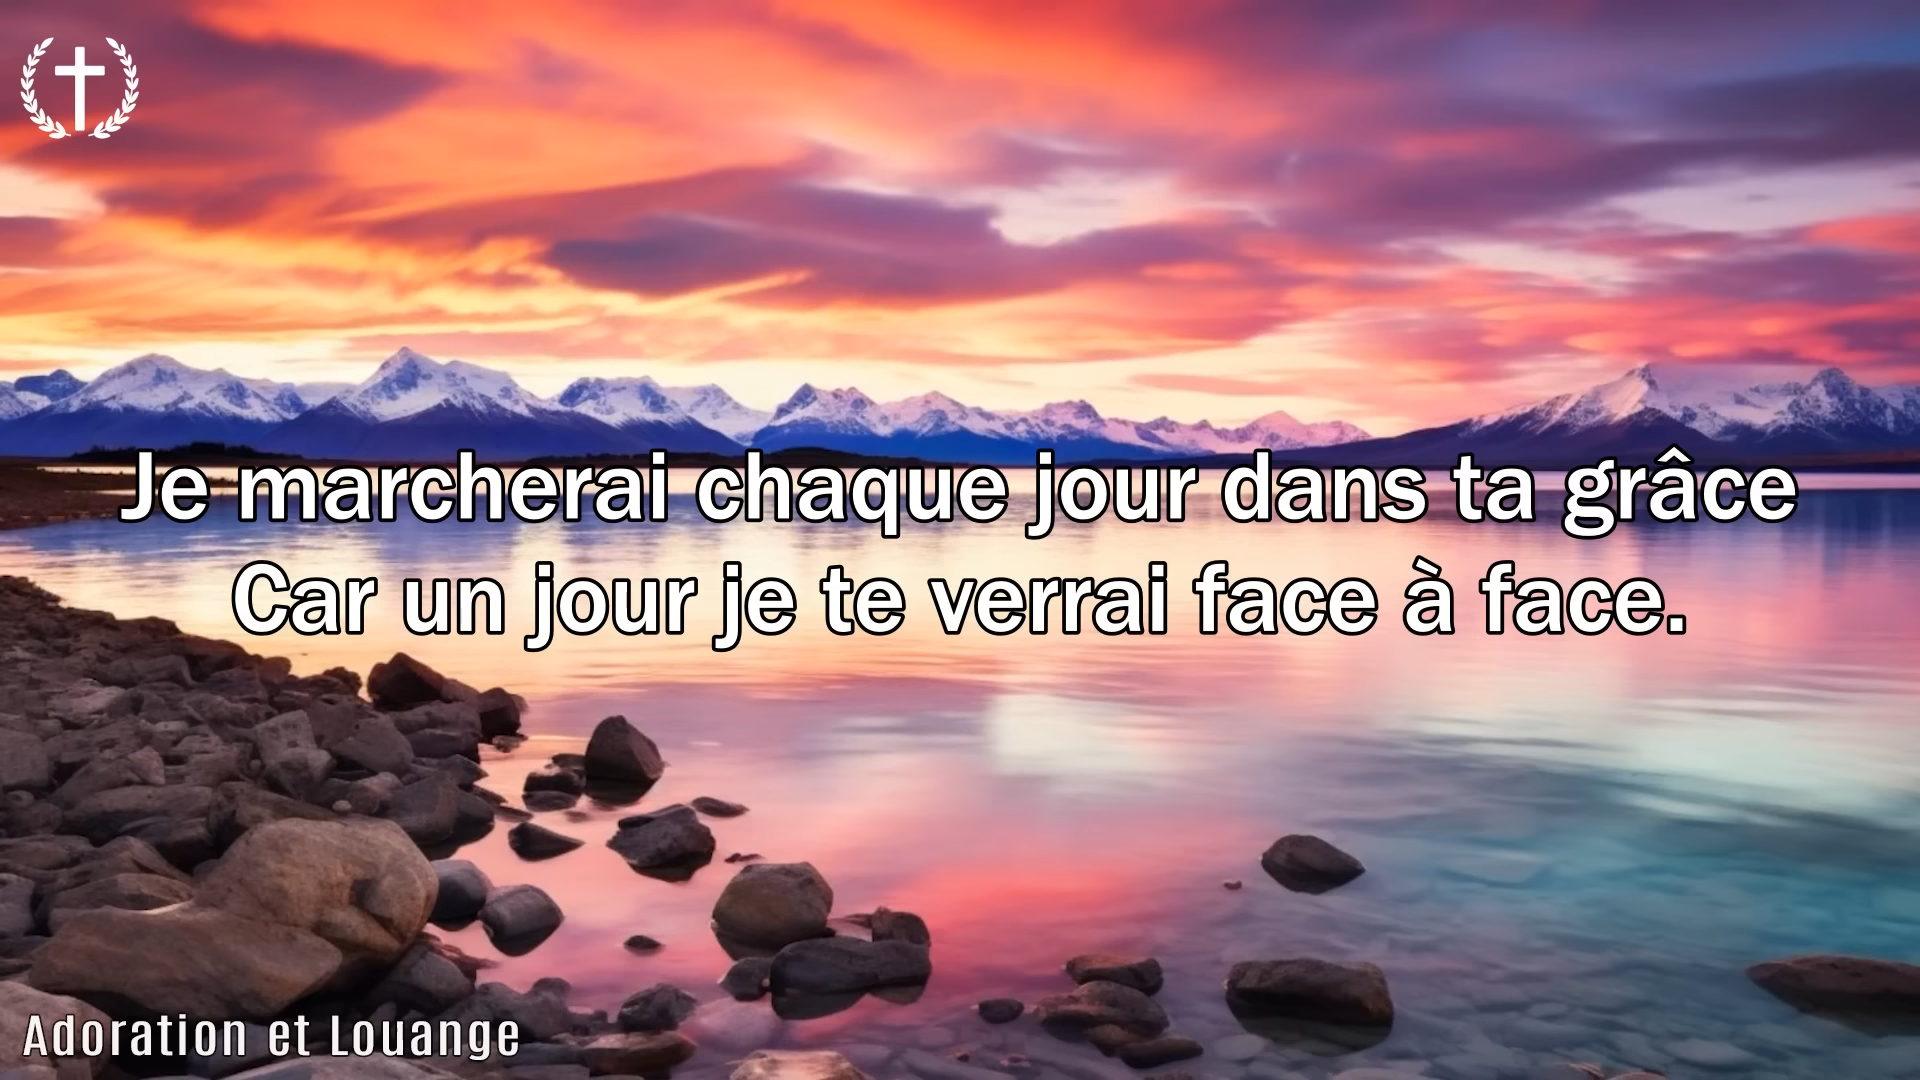 Je marcherai chaque jour dans ta grâce
Car un jour je te verrai face à face.
Adoration et Louange